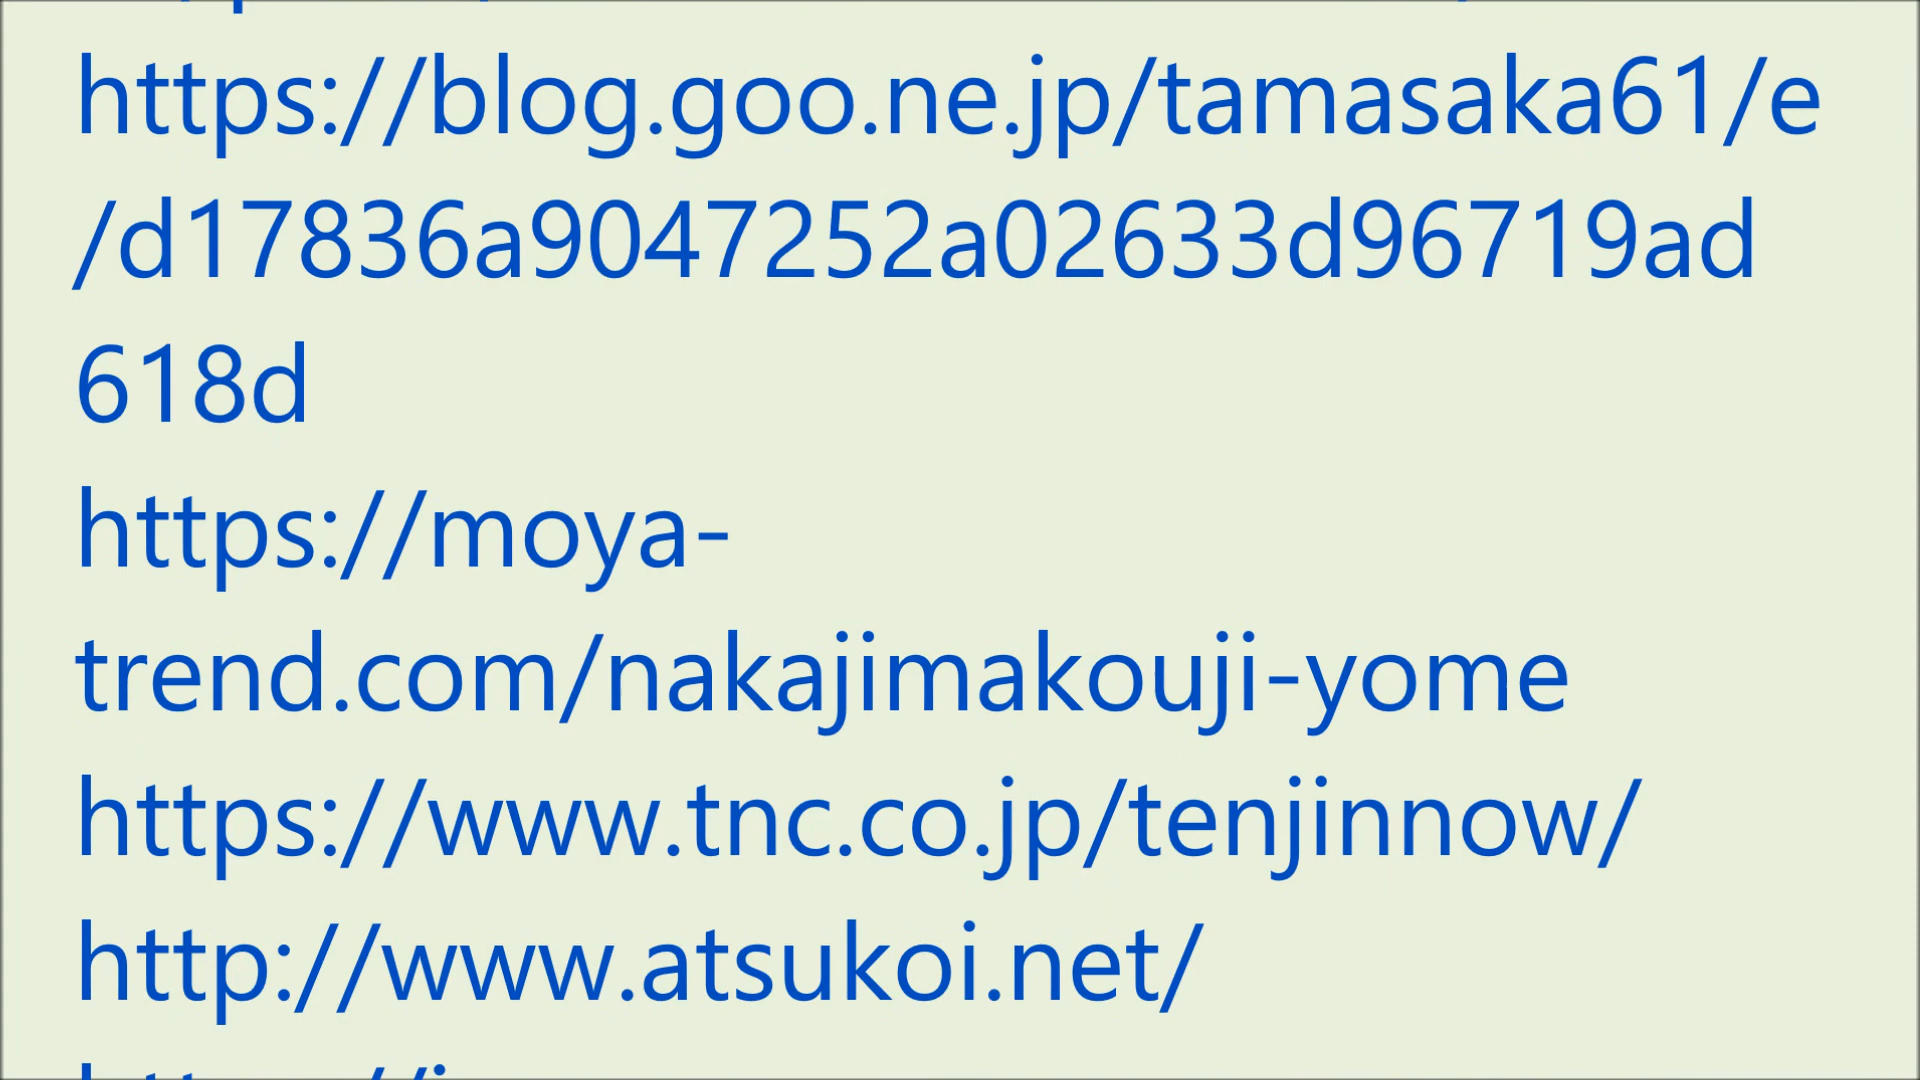 https://blog.goo.ne.jp/tamasaka61/e
/d17836a9047252a02633d96719ad
618d
https://moya-
trend.com/nakajimakouji-yome
https://www.tnc.co.jp/tenjinnow/
http://www.atsukoi.net/